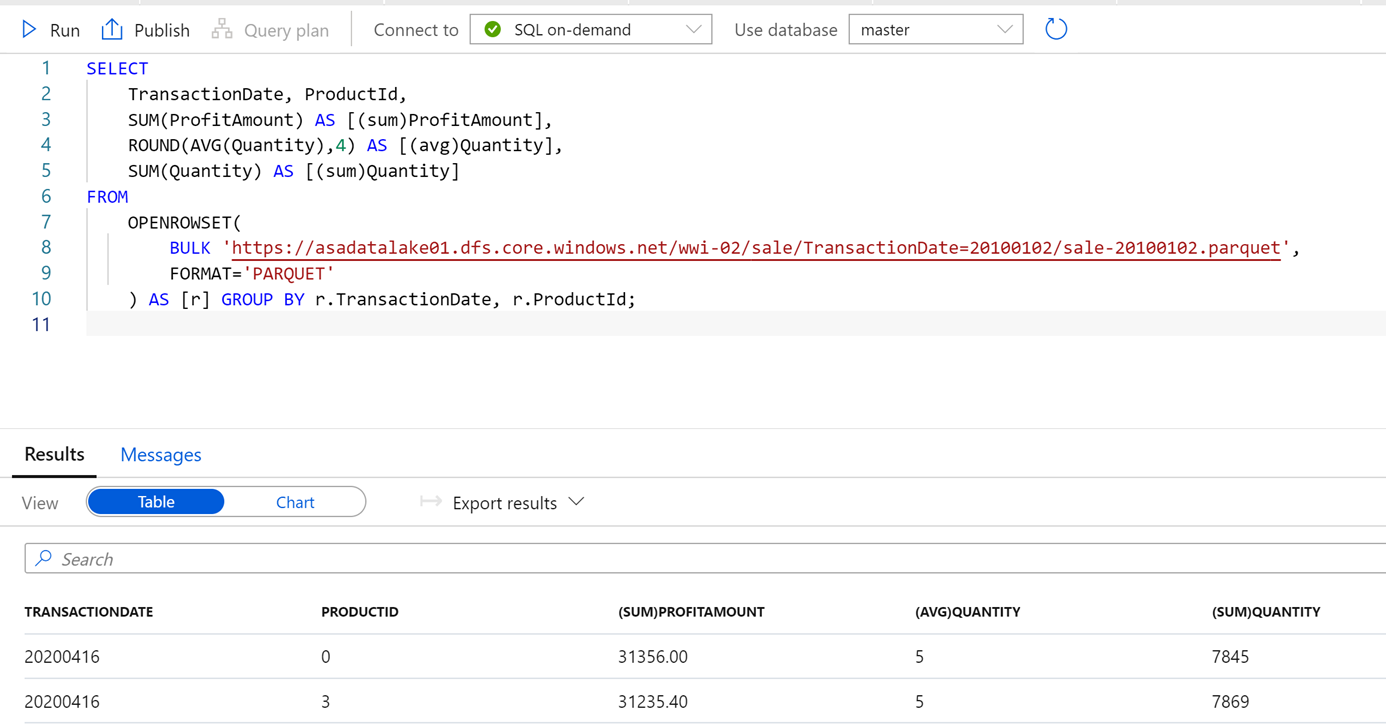 Run Publish Query plan Connect to SQL on-demand Use database master
1 SELECT
2 TransactionDate, ProductId,
3 SUM(ProfitAmount) AS [(sum)ProfitAmount],
4 ROUND(AVG(Quantity),4) AS [(avg)Quantity],
5 SUM(Quantity) AS [(sum)Quantity]
6 FROM
7 OPENROWSET(
8 BULK 'https://asadatalake01.dfs.core.windows.net/wwi-02/sale/TransactionDate=20100102/sale-20100102.parquet',
9 FORMAT='PARQUET'
10 ) AS [r] GROUP BY r.TransactionDate, r.ProductId;
11
Results Messages
View Table Chart Export results
Search
TRANSACTIONDATE PRODUCTID (SUM)PROFITAMOUNT (AVG)QUANTITY (SUM)QUANTITY
20200416 0 31356.00 5 7845
20200416 3 31235.40 5 7869